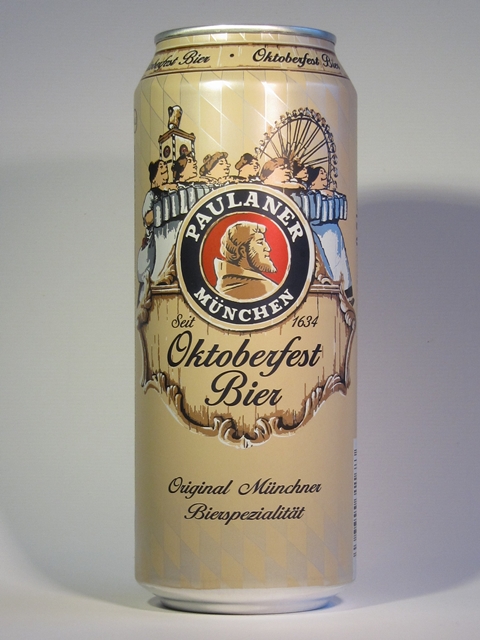 Oktoberfest Bier • Oktoberfest Bier
PAULANER
MÜNCHEN
Seit 1634
Oktoberfest
Bier
Original Münchner
Bierspezialität